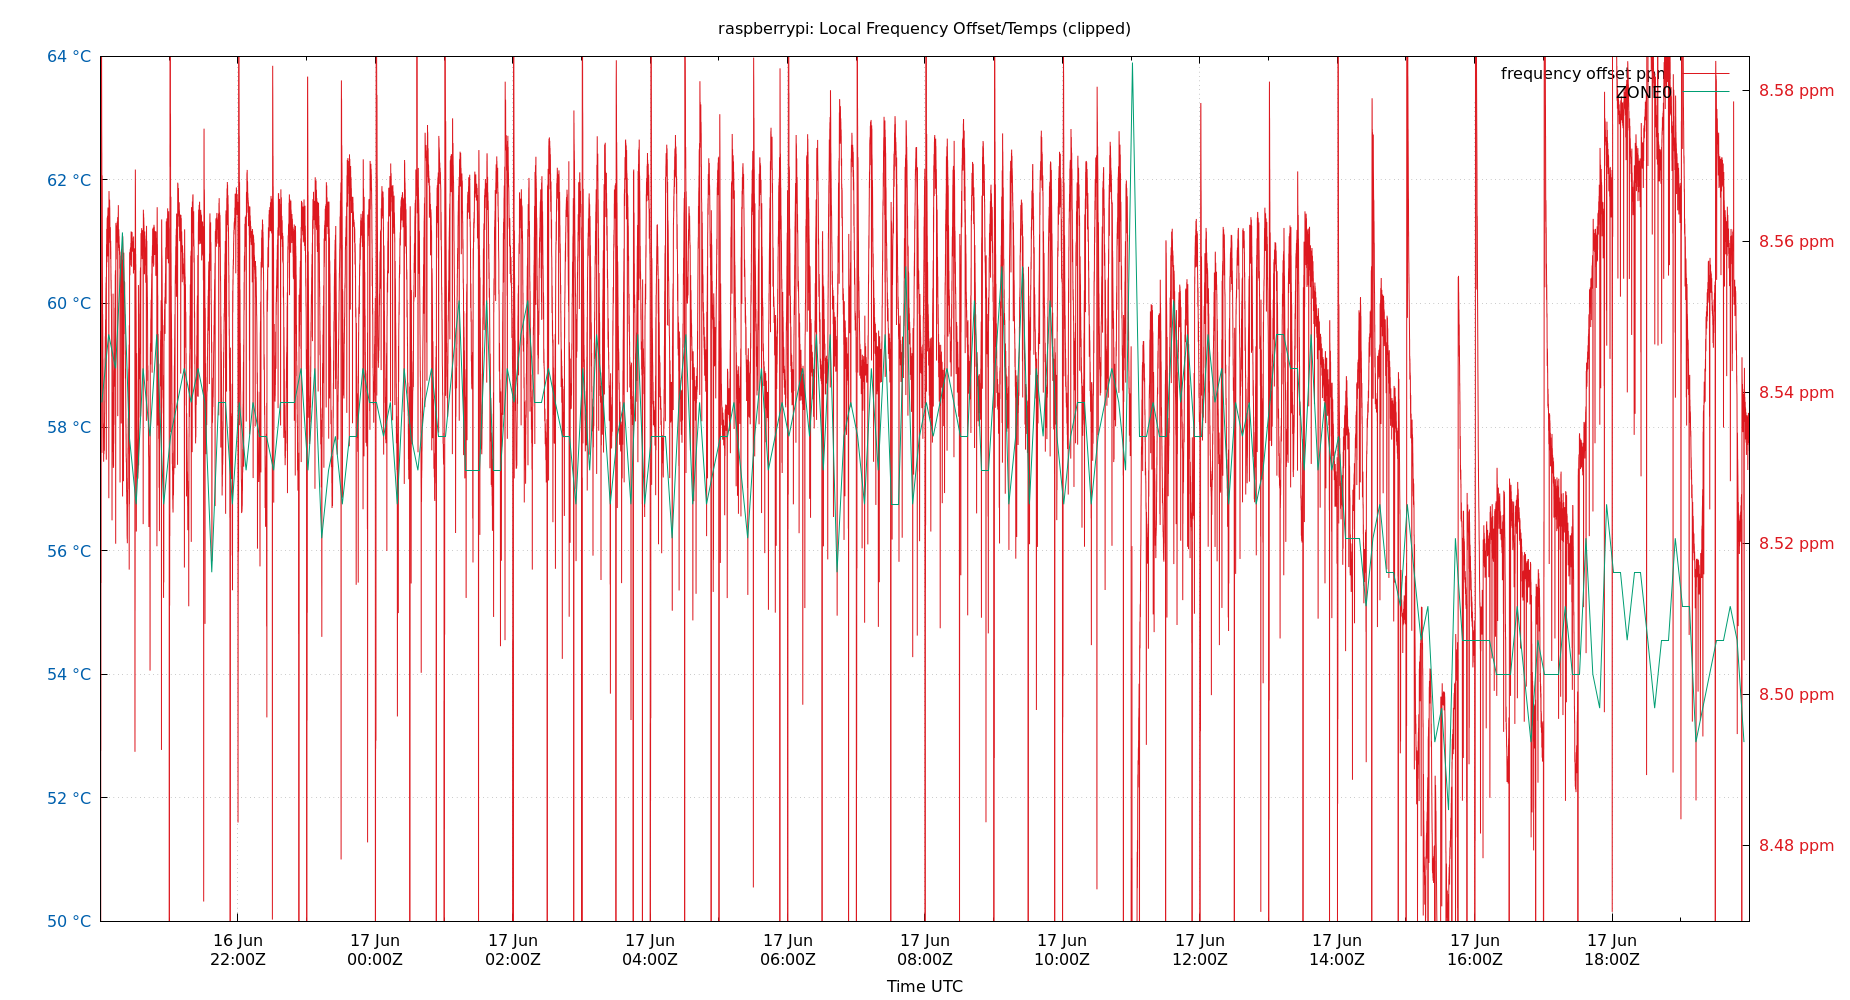 raspberrypi: Local Frequency Offset/Temps (clipped)
64 °C
62 °C
60 °C
58 °C
56 °C
54 °C
52 °C
50 °C
frequency offset ppm
ZONE0
8.58 ppm
8.56 ppm
8.54 ppm
8.52 ppm
8.50 ppm
8.48 ppm
16 Jun 17 Jun 17 Jun 17 Jun 17 Jun 17 Jun 17 Jun 17 Jun 17 Jun 17 Jun 17 Jun
22:00Z 00:00Z 02:00Z 04:00Z 06:00Z 08:00Z 10:00Z 12:00Z 14:00Z 16:00Z 18:00Z
Time UTC